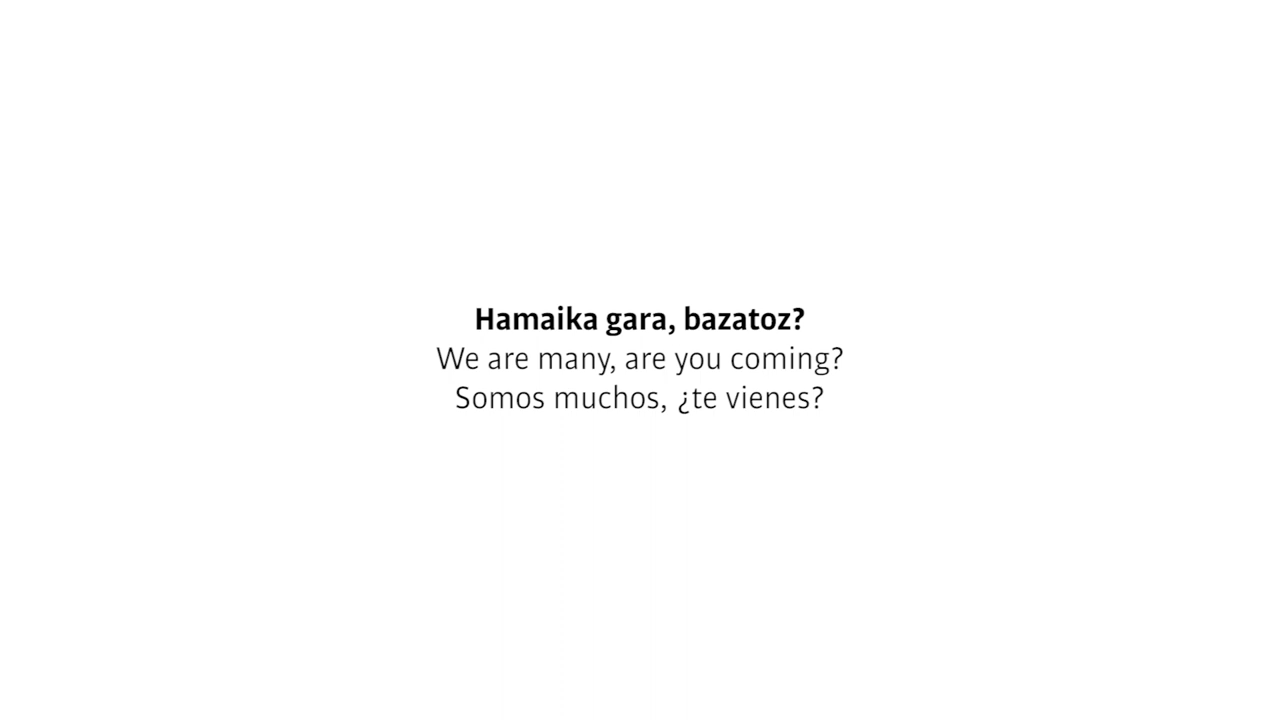 Hamaika gara, bazatoz?
We are many, are you coming?
Somos muchos, ¿te vienes?